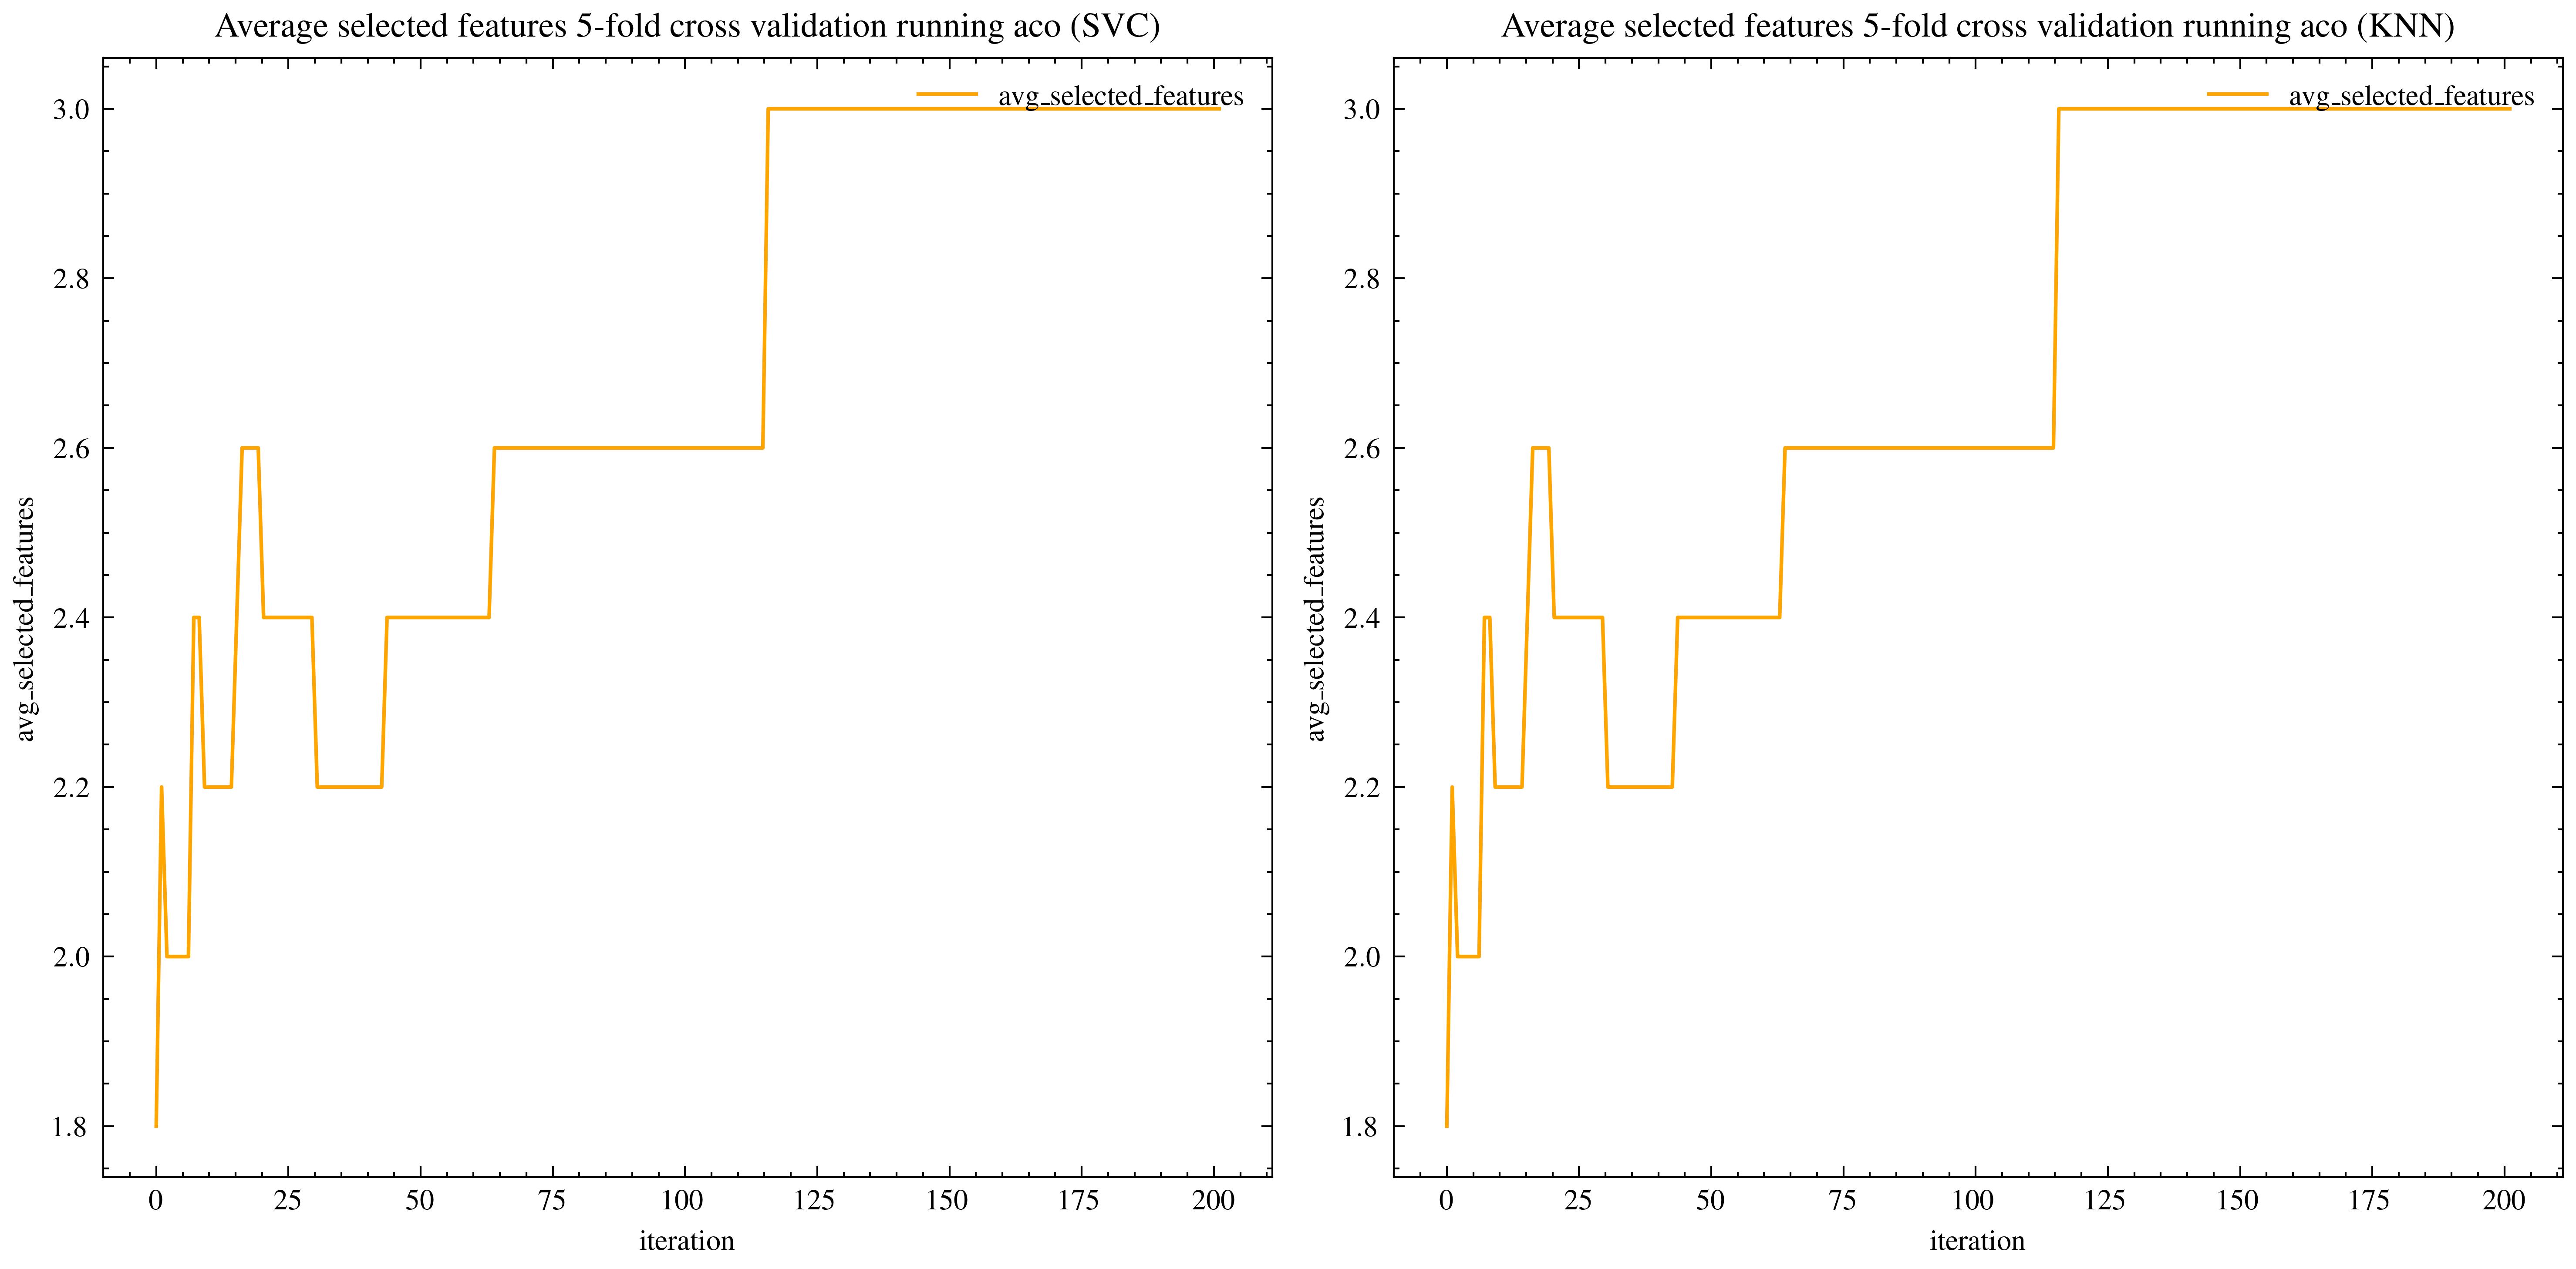 Average selected features 5-fold cross validation running aco (SVC)
avg_selected_features
3.0
2.8
2.6
2.4
2.2
2.0
1.8
avg_selected_features
0 25 50 75 100 125 150 175 200
iteration
Average selected features 5-fold cross validation running aco (KNN)
avg_selected_features
3.0
2.8
2.6
2.4
2.2
2.0
1.8
avg_selected_features
0 25 50 75 100 125 150 175 200
iteration